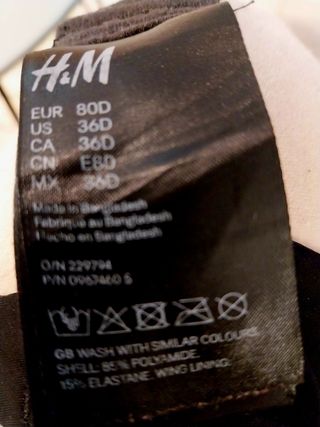 H&M
EUR 80D
US 36D
CA 36D
CN E80
MX 36D
Made in Bangladesh
Fabriqué au Bangladesh
Hecho en Bangladesh
O/N 229794
P/N 0963460 S
GB WASH WITH SIMILAR COLOURS.
SHELL: 85% POLYAMIDE.
15% ELASTANE. WING LINING: